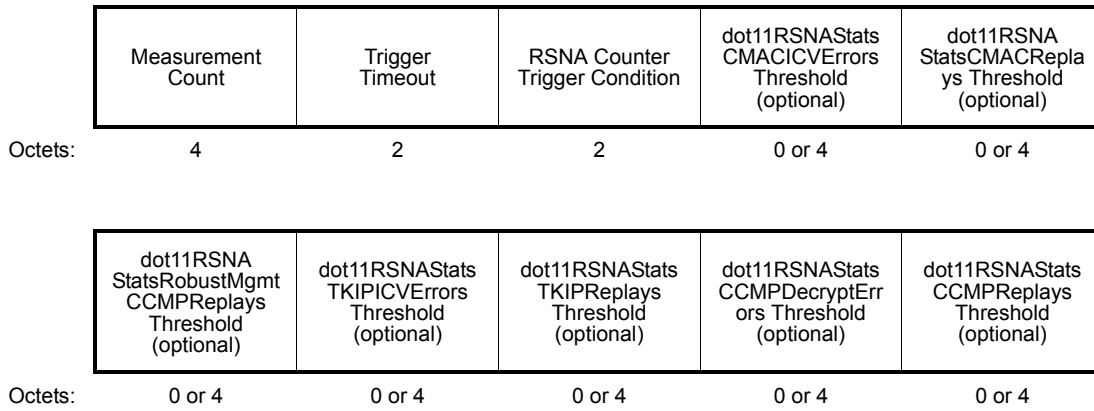 Measurement
Count
Trigger
Timeout
RSNA Counter
Trigger Condition
dot11RSNAStats
CMACICVErrors
Threshold
(optional)
dot11RSNA
StatsCMACRepla
ys Threshold
(optional)
Octets: 4 2 2 0 or 4 0 or 4
dot11RSNA
StatsRobustMgmt
CCMPReplays
Threshold
(optional)
dot11RSNAStats
TKIPICVErrors
Threshold
(optional)
dot11RSNAStats
TKIPReplays
Threshold
(optional)
dot11RSNAStats
CCMPDecryptErr
ors Threshold
(optional)
dot11RSNAStats
CCMPReplays
Threshold
(optional)
Octets: 0 or 4 0 or 4 0 or 4 0 or 4 0 or 4